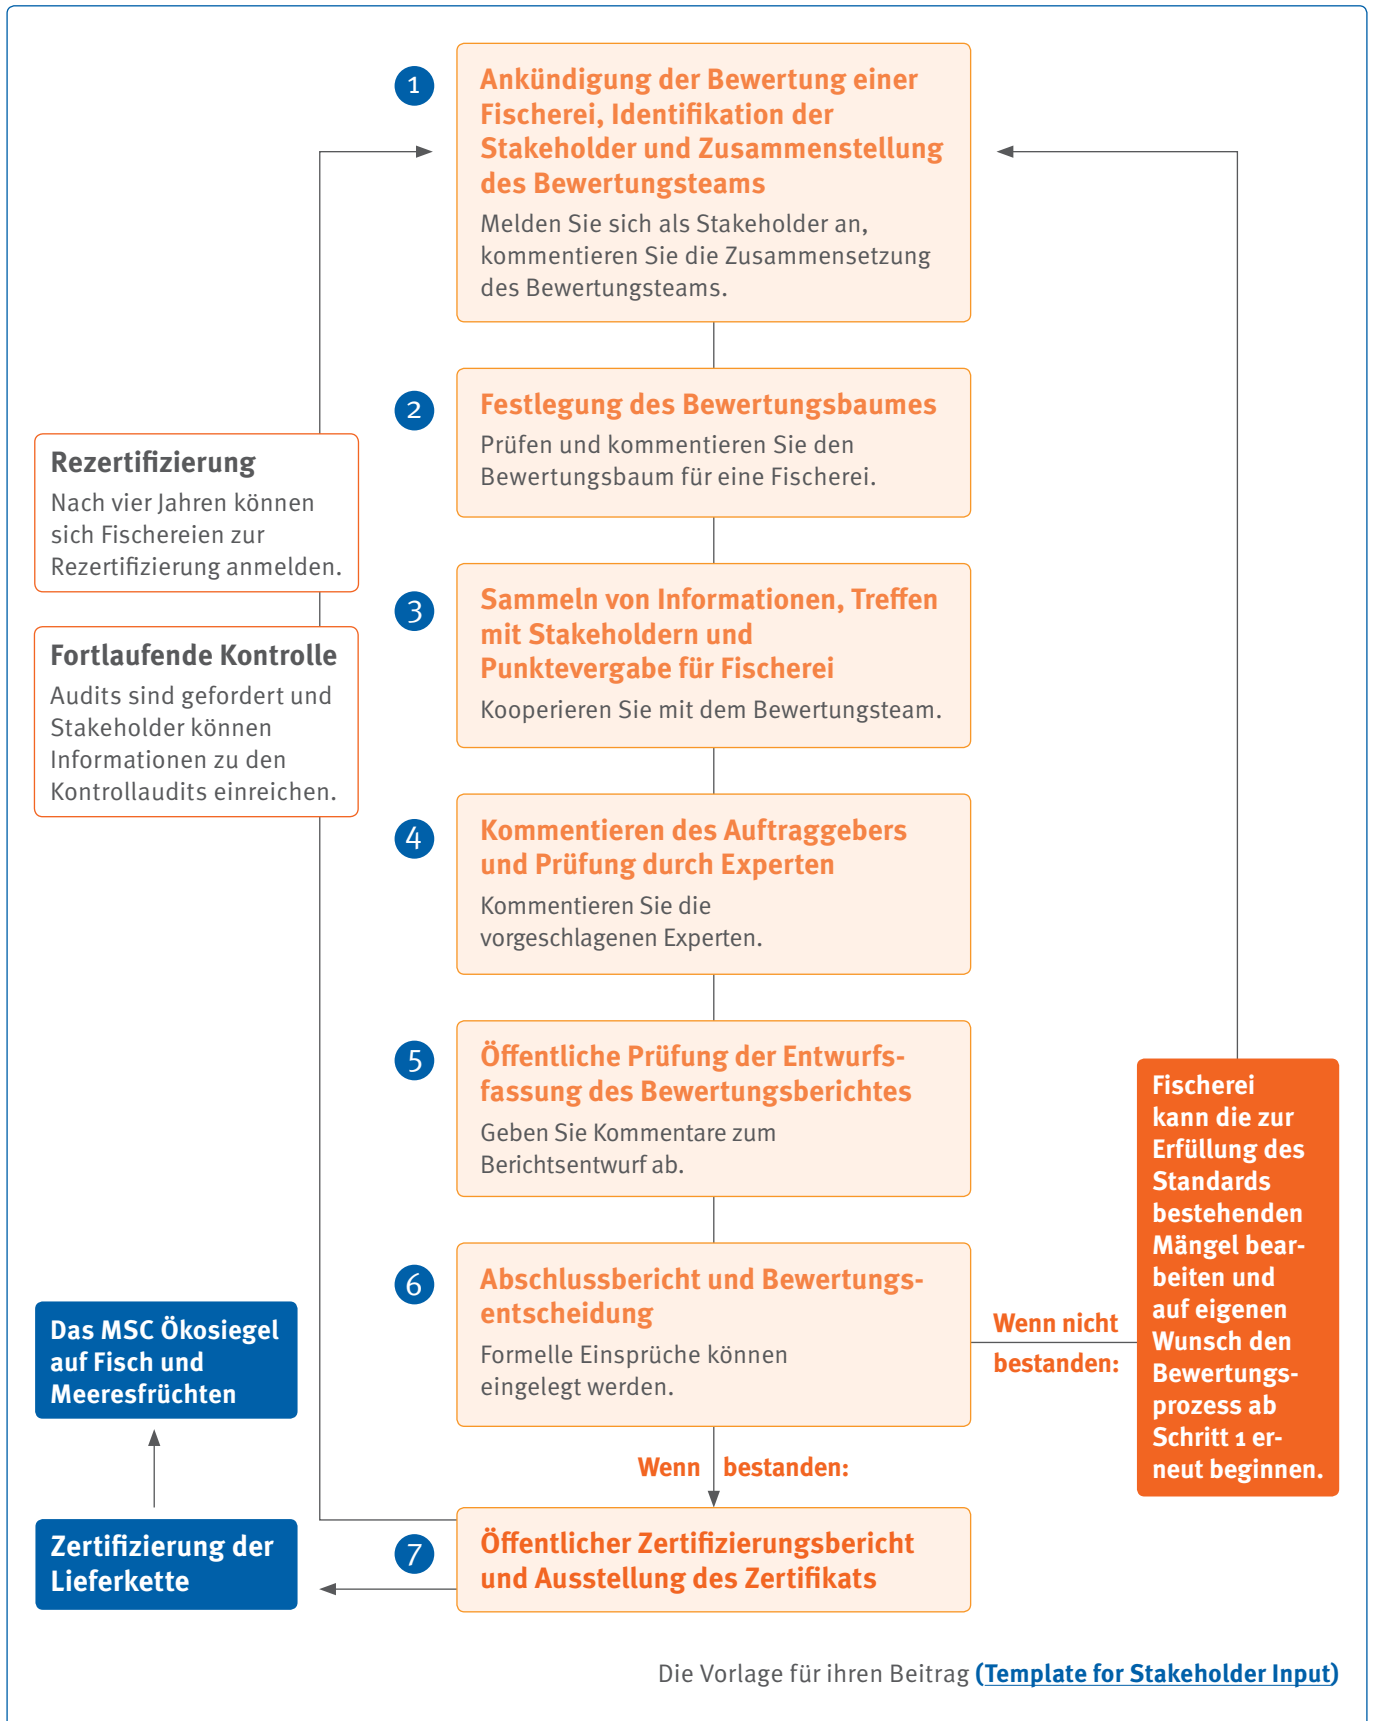 1
Ankündigung der Bewertung einer
Fischerei, Identifikation der
Stakeholder und Zusammenstellung
des Bewertungsteams
Melden Sie sich als Stakeholder an,
kommentieren Sie die Zusammensetzung
des Bewertungsteams.
2
Festlegung des Bewertungsbaumes
Prüfen und kommentieren Sie den
Bewertungsbaum für eine Fischerei.
Rezertifizierung
Nach vier Jahren können
sich Fischereien zur
Rezertifizierung anmelden.
3
Sammeln von Informationen, Treffen
mit Stakeholdern und
Punktevergabe für Fischerei
Kooperieren Sie mit dem Bewertungsteam.
Fortlaufende Kontrolle
Audits sind gefordert und
Stakeholder können
Informationen zu den
Kontrollaudits einreichen.
4
Kommentieren des Auftraggebers
und Prüfung durch Experten
Kommentieren Sie die
vorgeschlagenen Experten.
5
Öffentliche Prüfung der Entwurfs-
fassung des Bewertungsberichtes
Geben Sie Kommentare zum
Berichtsentwurf ab.
6
Abschlussbericht und Bewertungs-
entscheidung
Formelle Einsprüche können
eingelegt werden.
Wenn nicht
bestanden:
Fischerei
kann die zur
Erfüllung des
Standards
bestehenden
Mängel bear-
beiten und
auf eigenen
Wunsch den
Bewertungs-
prozess ab
Schritt 1 er-
neut beginnen.
Wenn bestanden:
7
Öffentlicher Zertifizierungsbericht
und Ausstellung des Zertifikats
Das MSC Ökosiegel
auf Fisch und
Meeresfrüchten
Zertifizierung der
Lieferkette
Die Vorlage für ihren Beitrag (Template for Stakeholder Input)